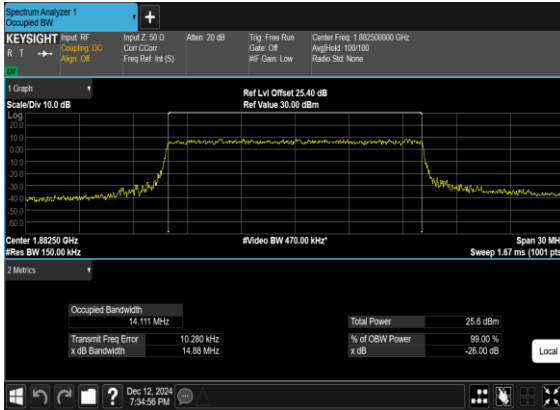 Spectrum Analyzer 1
Occupied BW
+
KEYSIGHT Input: RF Input Z: 50 Ω Atten: 20 dB Trig: Free Run Center Freq: 1.882500000 GHz
R T Coupling: DC Corr CCorr Gate: Off Avg|Hold: 100/100
Align: Off Freq Ref: Int (S) #IF Gain: Low Radio Std: None
1 Graph
Ref Lvl Offset 25.40 dB
Scale/Div 10.0 dB Ref Value 30.00 dBm
Log
20.0
10.0
0.00
-10.0
-20.0
-30.0
-40.0
-50.0
-60.0
Center 1.88250 GHz #Video BW 470.00 kHz* Span 30 MH
#Res BW 150.00 kHz Sweep 1.67 ms (1001 pts
2 Metrics
Occupied Bandwidth
14.111 MHz Total Power 25.6 dBm
Transmit Freq Error 10.280 kHz % of OBW Power 99.00 %
x dB Bandwidth 14.88 MHz x dB -26.00 dB
Local
? Dec 12, 2024
7:34:56 PM